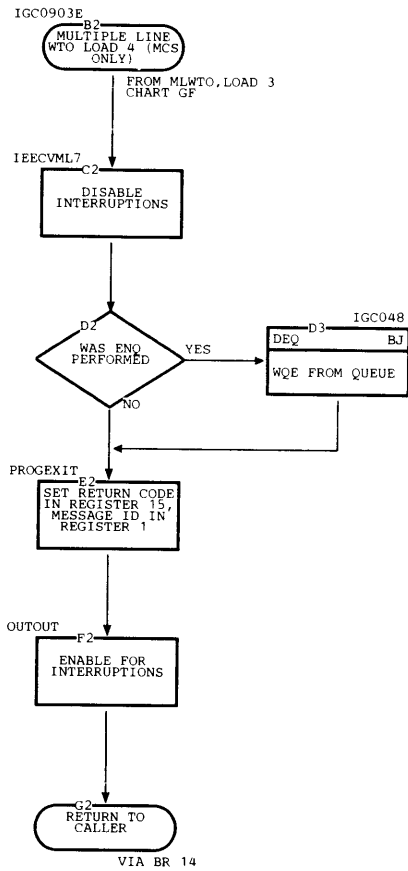 IGC0903E
B2
MULTIPLE LINE
WTO LOAD 4 (MCS
ONLY)
FROM MLWTO,LOAD 3
CHART GF
IEECVML7
C2
DISABLE
INTERRUPTIONS
D2
WAS ENQ
PERFORMED
YES
NO
IGC048
D3
DEQ BJ
WQE FROM QUEUE
PROGEXIT
E2
SET RETURN CODE
IN REGISTER 15,
MESSAGE ID IN
REGISTER 1
OUTOUT
F2
ENABLE FOR
INTERRUPTIONS
G2
RETURN TO
CALLER
VIA BR 14